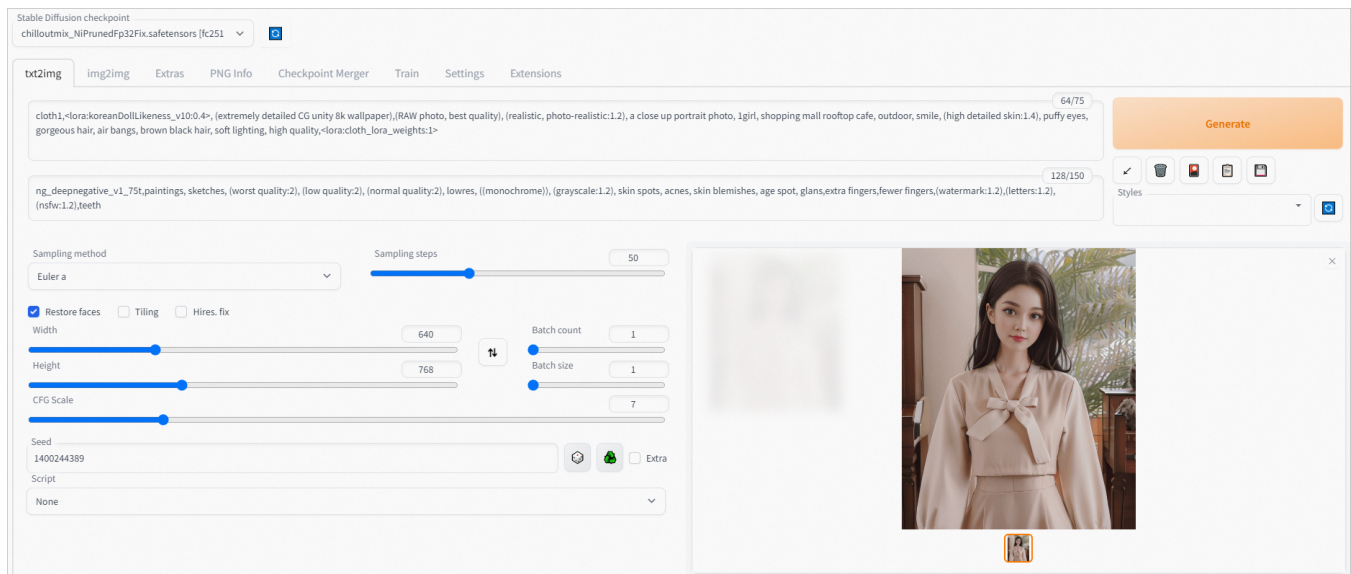 Stable Diffusion checkpoint
chilloutmix_NiPrunedFp32Fix.safetensors [fc251
txt2img
img2img
Extras
PNG Info
Checkpoint Merger
Train
Settings
Extensions
64/75
cloth1,<lora:koreanDollLikeness_v10:0.4>, (extremely detailed CG unity 8k wallpaper),(RAW photo, best quality), (realistic, photo-realistic:1.2), a close up portrait photo, 1girl, shopping mall rooftop cafe, outdoor, smile, (high detailed skin:1.4), puffy eyes,
gorgeous hair, air bangs, brown black hair, soft lighting, high quality,<lora:cloth_lora_weights:1>
Generate
128/150
ng_deepnegative_v1_75t,paintings, sketches, (worst quality:2), (low quality:2), (normal quality:2), lowres, ((monochrome)), (grayscale:1.2), skin spots, acnes, skin blemishes, age spot, glans,extra fingers,fewer fingers,(watermark:1.2),(letters:1.2),
(nsfw:1.2),teeth
Styles
Sampling method
Euler a
Sampling steps
50
Restore faces
Tiling
Hires. fix
Width
640
Batch count
1
Height
768
Batch size
1
CFG Scale
7
Seed
1400244389
Extra
Script
None